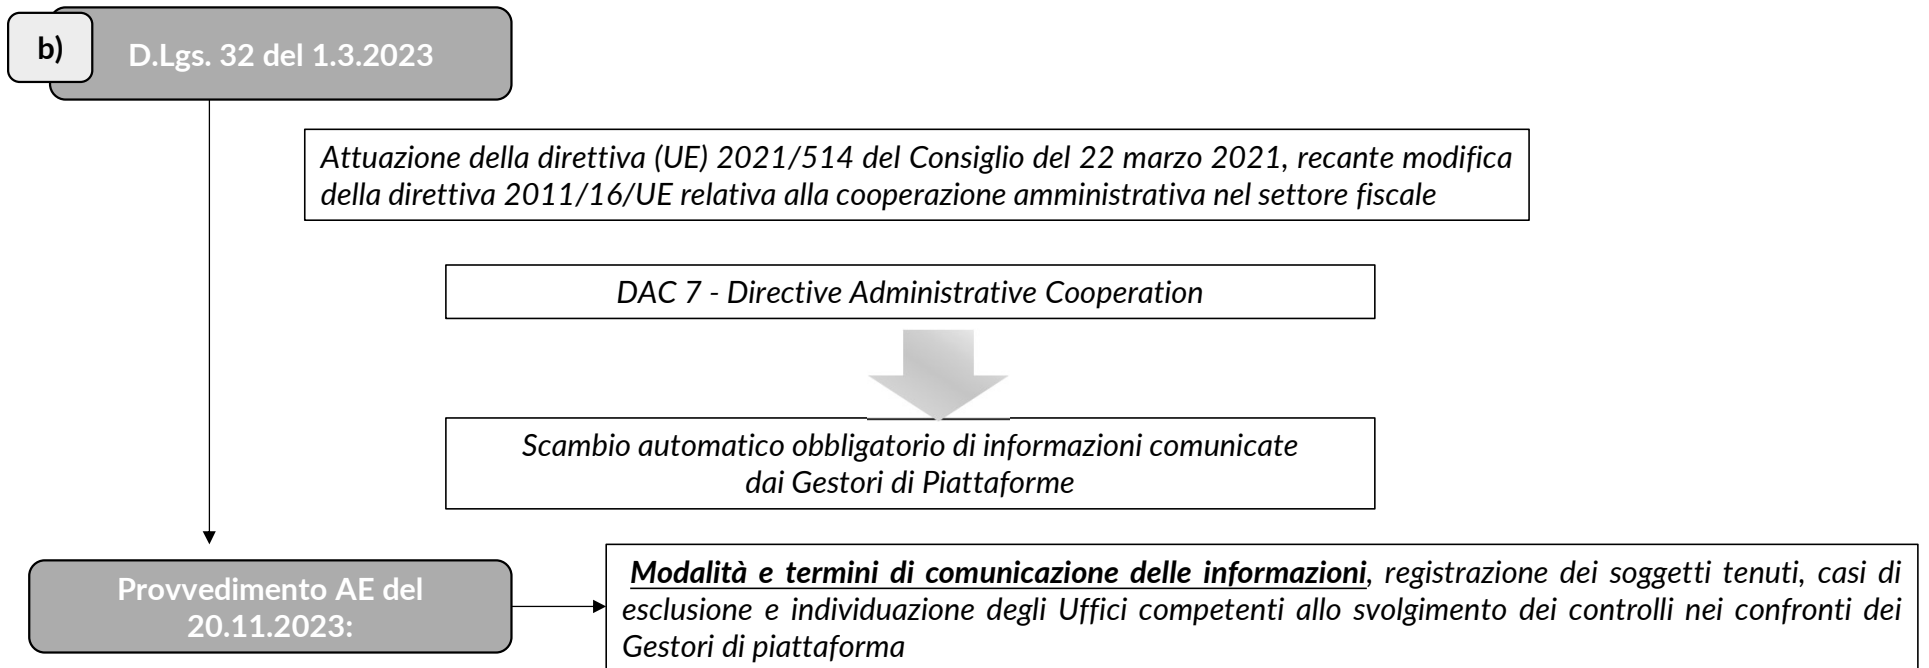 b)
D.Lgs. 32 del 1.3.2023
Attuazione della direttiva (UE) 2021/514 del Consiglio del 22 marzo 2021, recante modifica
della direttiva 2011/16/UE relativa alla cooperazione amministrativa nel settore fiscale
DAC 7 - Directive Administrative Cooperation
Scambio automatico obbligatorio di informazioni comunicate
dai Gestori di Piattaforme
Provvedimento AE del
20.11.2023:
Modalità e termini di comunicazione delle informazioni, registrazione dei soggetti tenuti, casi di
esclusione e individuazione degli Uffici competenti allo svolgimento dei controlli nei confronti dei
Gestori di piattaforma